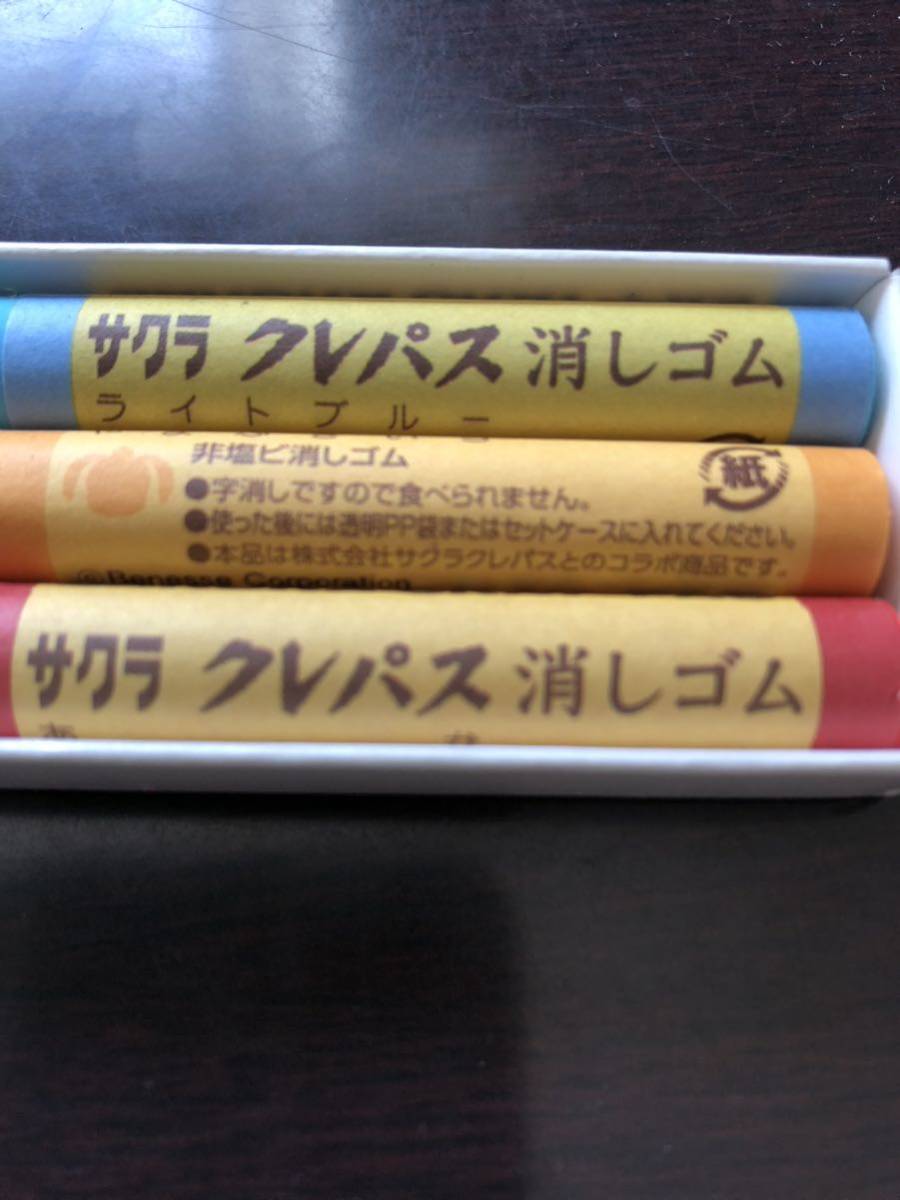 サクラ クレパス 消しゴム
ライトブルー
非塩ビ消しゴム
紙
●字消しですので食べられません。
●使った後には透明PP袋またはセットケースに入れてください。
●本品は株式会社サクラクレパスとのコラボ商品です。
©Benesse Corporation
サクラ クレパス 消しゴム